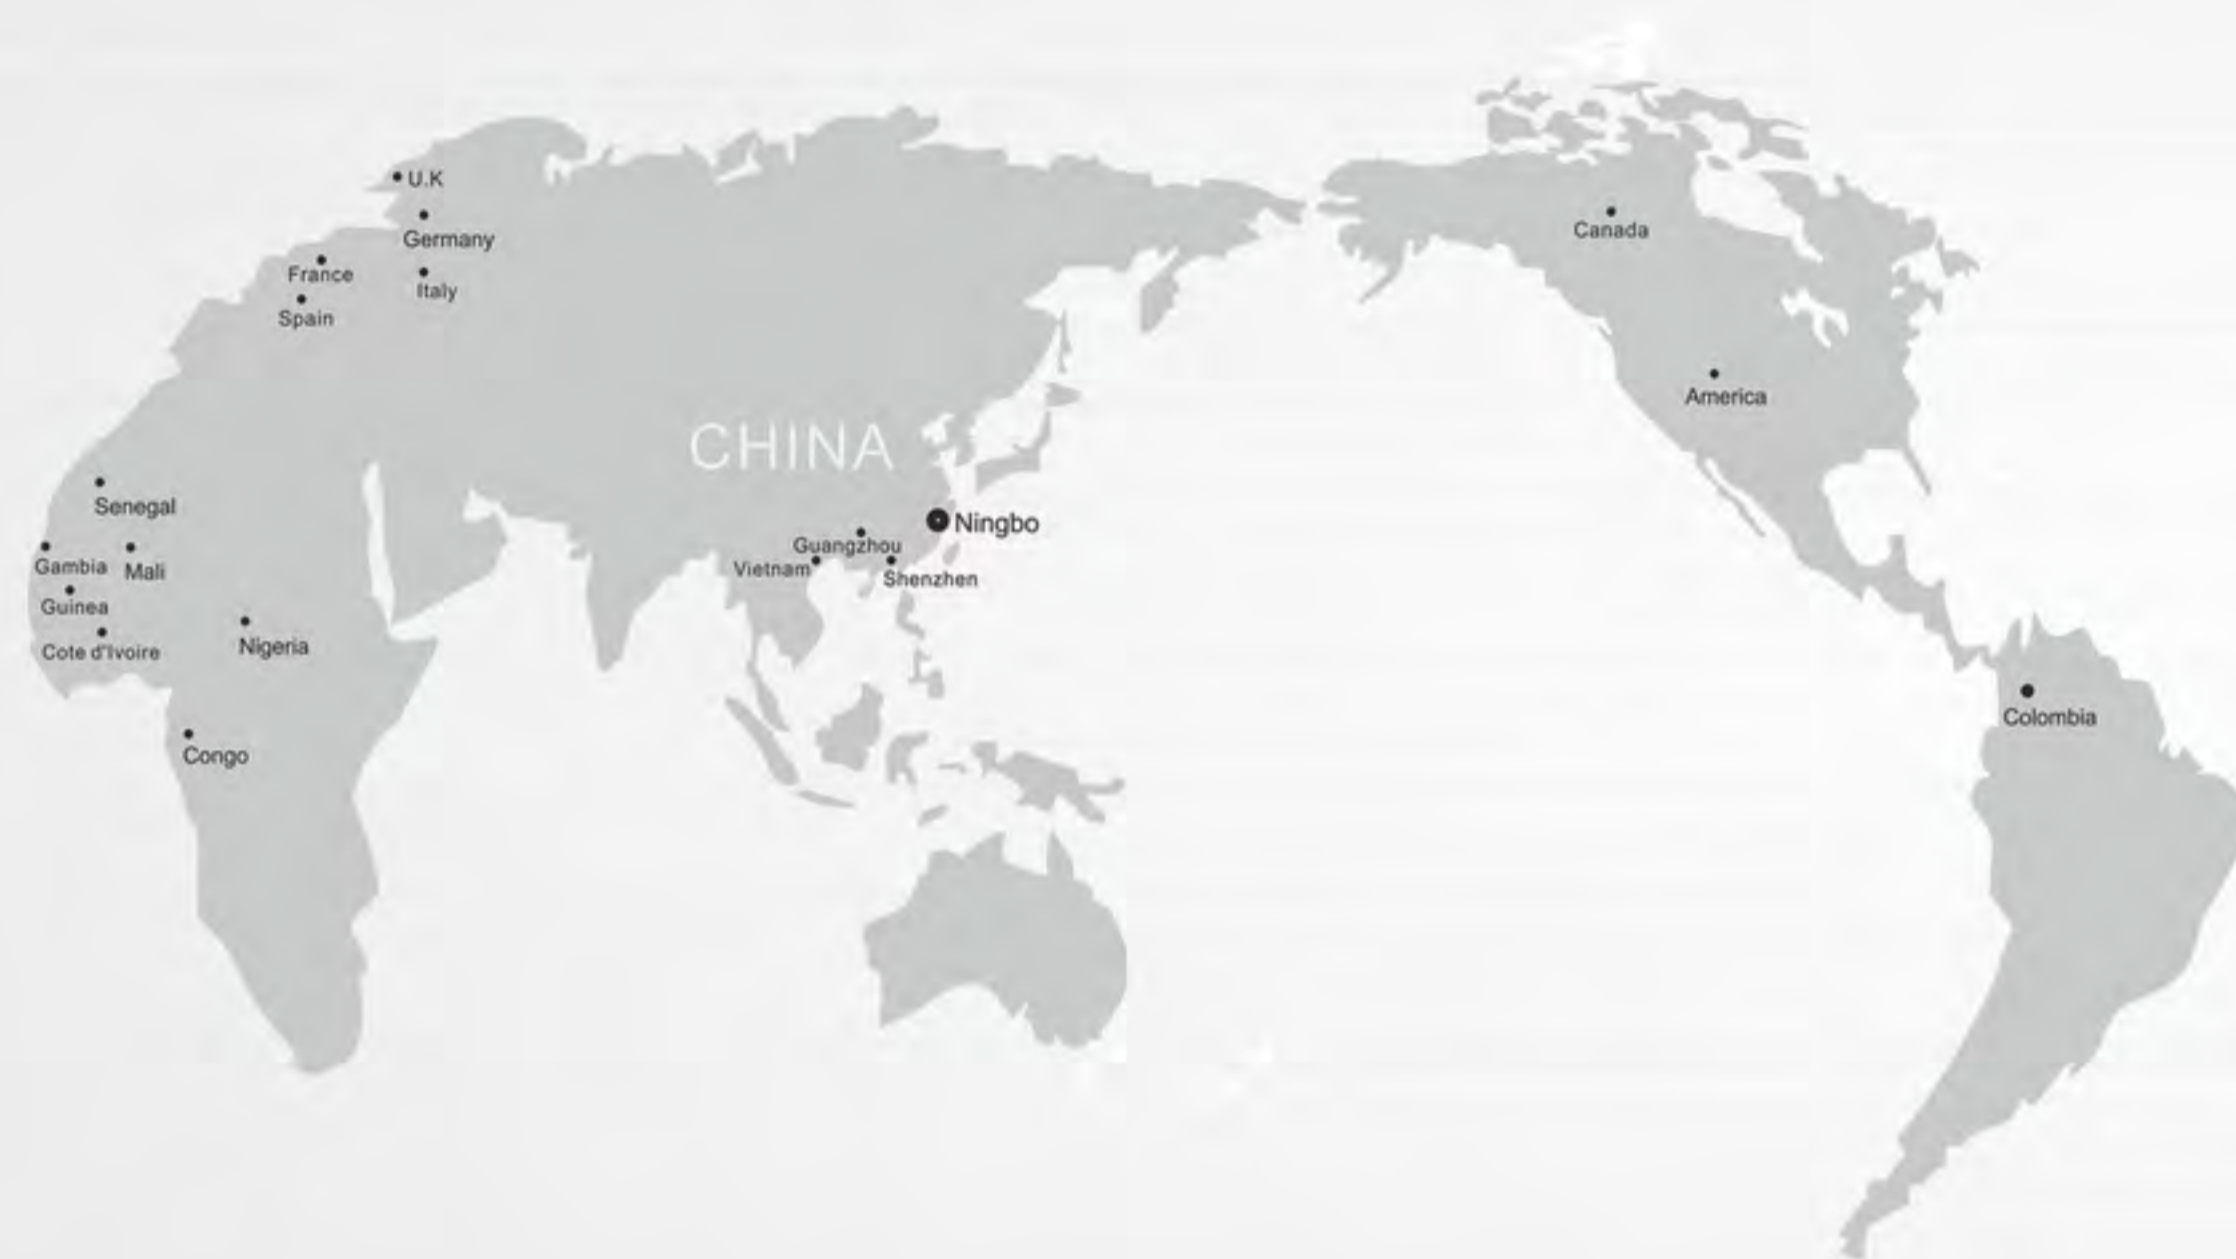 U.K
Germany
France
Italy
Spain
Canada
America
CHINA
Senegal
Ningbo
Guangzhou
Gambia
Mali
Vietnam
Shenzhen
Guinea
Cote d'Ivoire
Nigeria
Colombia
Congo